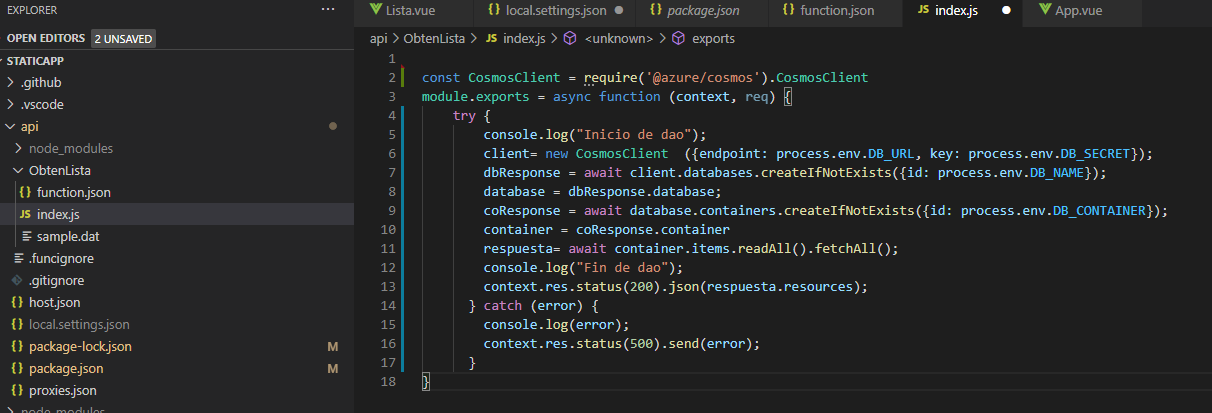 EXPLORER
···
OPEN EDITORS 2 UNSAVED
STATICAPP
.github
.vscode
api
node_modules
ObtenLista
{} function.json
JS index.js
sample.dat
.funcignore
.gitignore
{} host.json
{} local.settings.json
{} package-lock.json M
{} package.json M
{} proxies.json
node_modules
Lista.vue
{} local.settings.json
{} package.json
{} function.json
JS index.js
App.vue
api > ObtenLista > JS index.js > <unknown> > exports
1
2 const CosmosClient = require('@azure/cosmos').CosmosClient
3 module.exports = async function (context, req) {
4 try {
5 console.log("Inicio de dao");
6 client= new CosmosClient  ({endpoint: process.env.DB_URL, key: process.env.DB_SECRET});
7 dbResponse = await client.databases.createIfNotExists({id: process.env.DB_NAME});
8 database = dbResponse.database;
9 coResponse = await database.containers.createIfNotExists({id: process.env.DB_CONTAINER});
10 container = coResponse.container
11 respuesta= await container.items.readAll().fetchAll();
12 console.log("Fin de dao");
13 context.res.status(200).json(respuesta.resources);
14 } catch (error) {
15 console.log(error);
16 context.res.status(500).send(error);
17 }
18 }